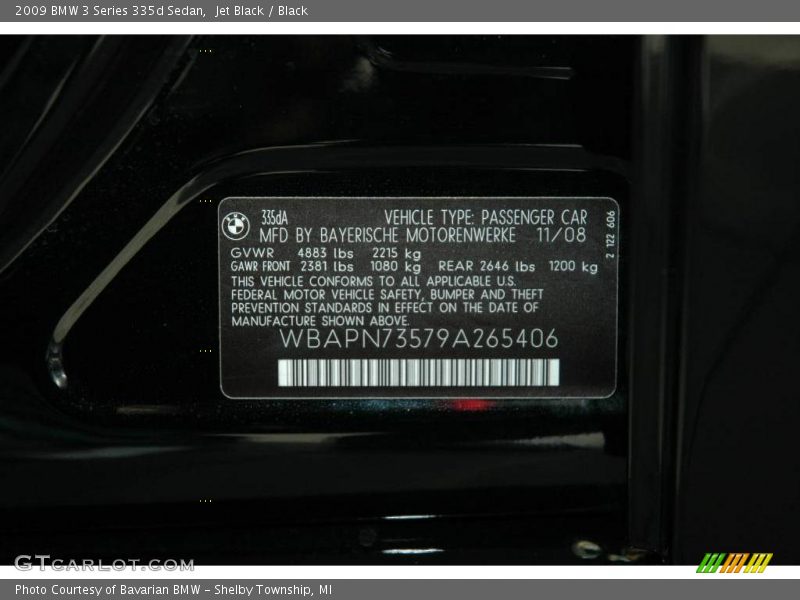 2009 BMW 3 Series 335d Sedan, Jet Black / Black
335dA VEHICLE TYPE: PASSENGER CAR
MFD BY BAYERISCHE MOTORENWERKE 11/08
GVWR 4883 lbs 2215 kg
GAWR FRONT 2381 lbs 1080 kg REAR 2646 lbs 1200 kg
THIS VEHICLE CONFORMS TO ALL APPLICABLE U.S.
FEDERAL MOTOR VEHICLE SAFETY, BUMPER AND THEFT
PREVENTION STANDARDS IN EFFECT ON THE DATE OF
MANUFACTURE SHOWN ABOVE.
WBAPN73579A265406
2 122 606
GTcarlot.com
Photo Courtesy of Bavarian BMW - Shelby Township, MI